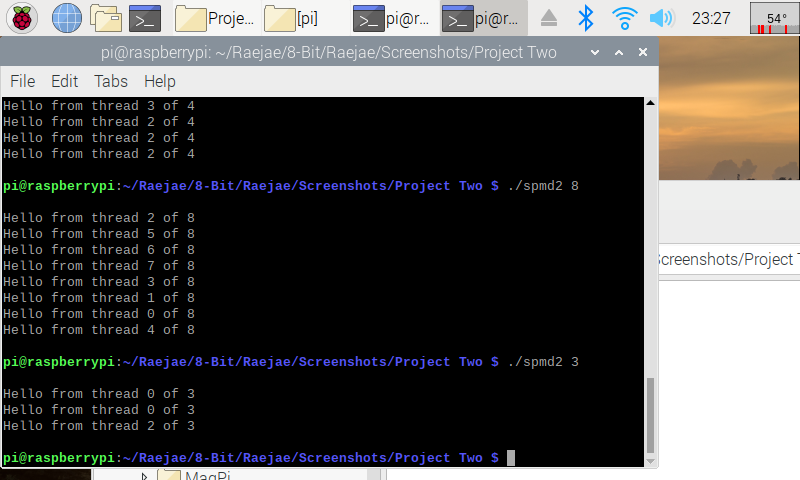 Proje...
[pi]
pi@r...
pi@r...
23:27
54°
pi@raspberrypi: ~/Raejae/8-Bit/Raejae/Screenshots/Project Two
File Edit Tabs Help
Hello from thread 3 of 4
Hello from thread 2 of 4
Hello from thread 2 of 4
Hello from thread 2 of 4
pi@raspberrypi:~/Raejae/8-Bit/Raejae/Screenshots/Project Two $ ./spmd2 8
Hello from thread 2 of 8
Hello from thread 5 of 8
Hello from thread 6 of 8
Hello from thread 7 of 8
Hello from thread 3 of 8
Hello from thread 1 of 8
Hello from thread 0 of 8
Hello from thread 4 of 8
Screenshots/Project T
pi@raspberrypi:~/Raejae/8-Bit/Raejae/Screenshots/Project Two $ ./spmd2 3
Hello from thread 0 of 3
Hello from thread 0 of 3
Hello from thread 2 of 3
pi@raspberrypi:~/Raejae/8-Bit/Raejae/Screenshots/Project Two $
MagPi